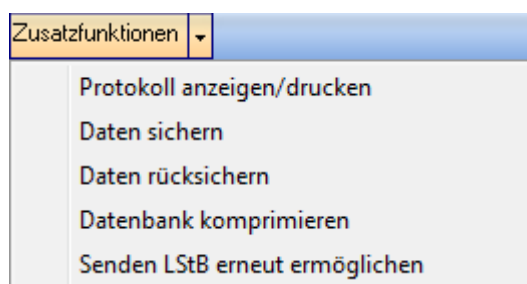 Zusatzfunktionen
Protokoll anzeigen/drucken
Daten sichern
Daten rücksichern
Datenbank komprimieren
Senden LStB erneut ermöglichen